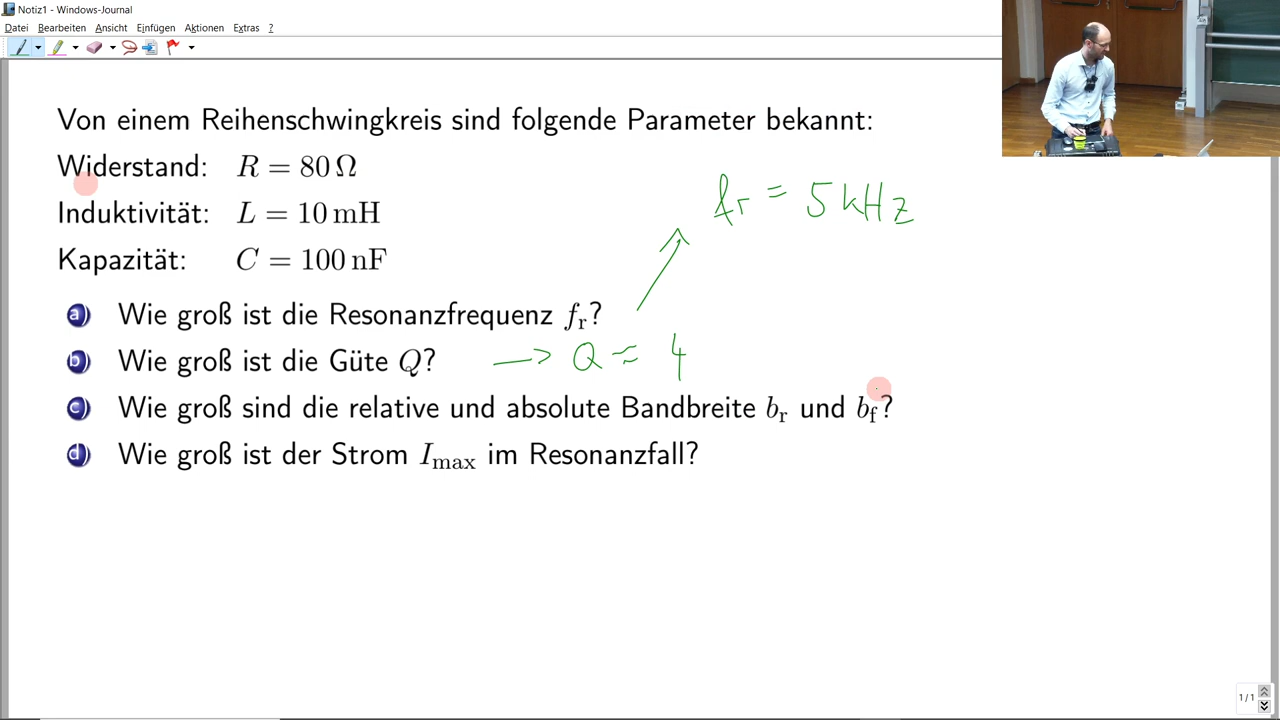 Notiz1 - Windows-Journal
Datei Bearbeiten Ansicht Einfügen Aktionen Extras ?
Von einem Reihenschwingkreis sind folgende Parameter bekannt:
Widerstand: R = 80 Ω
Induktivität: L = 10 mH
Kapazität: C = 100 nF
fr = 5 kHz
a) Wie groß ist die Resonanzfrequenz fr?
b) Wie groß ist die Güte Q? → Q ≈ 4
c) Wie groß sind die relative und absolute Bandbreite br und bf?
d) Wie groß ist der Strom Imax im Resonanzfall?
1/1